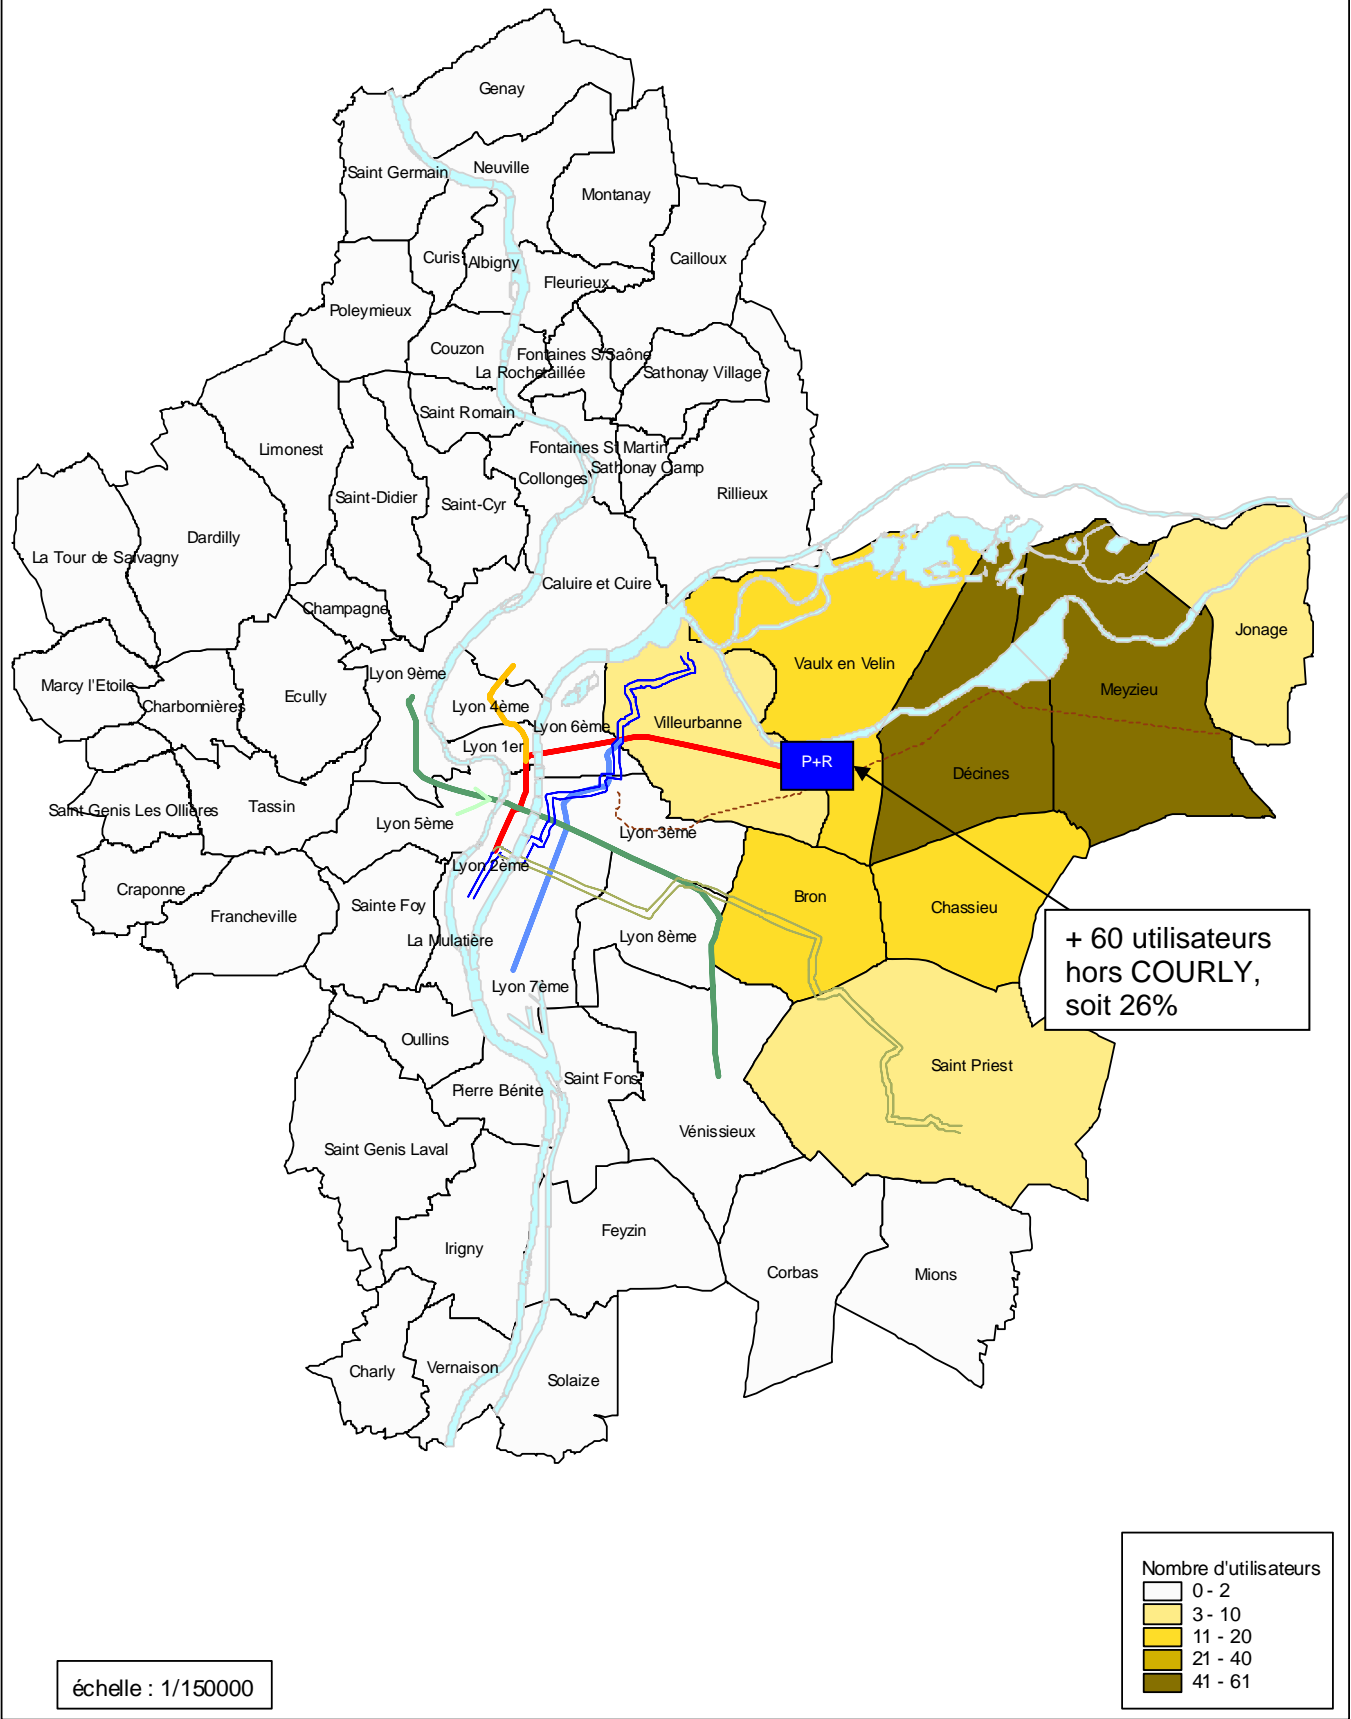 Genay
Neuville
Saint Germain
Montanay
Curis
Albigny
Cailloux
Fleurieux
Poleymieux
Couzon
Fontaines S/Saône
La Rochetaillée
Sathonay Village
Saint Romain
Limonest
Fontaines St Martin
Sathonay Camp
Collonges
Saint-Didier
Saint-Cyr
Rillieux
Dardilly
La Tour de Salvagny
Caluire et Cuire
Champagne
Jonage
Vaulx en Velin
Lyon 9ème
Marcy l'Etoile
Ecully
Meyzieu
Charbonnières
Lyon 4ème
Villeurbanne
Lyon 6ème
Lyon 1er
P+R
Décines
Saint Genis Les Ollières
Tassin
Lyon 5ème
Lyon 3ème
Lyon 2ème
Craponne
Bron
Chassieu
Sainte Foy
Francheville
La Mulatière
Lyon 8ème
+ 60 utilisateurs
hors COURLY,
soit 26%
Lyon 7ème
Oullins
Saint Priest
Saint Fons
Pierre Bénite
Vénissieux
Saint Genis Laval
Feyzin
Irigny
Corbas
Mions
Charly
Vernaison
Solaize
Nombre d'utilisateurs
0 - 2
3 - 10
11 - 20
21 - 40
41 - 61
échelle : 1/150000